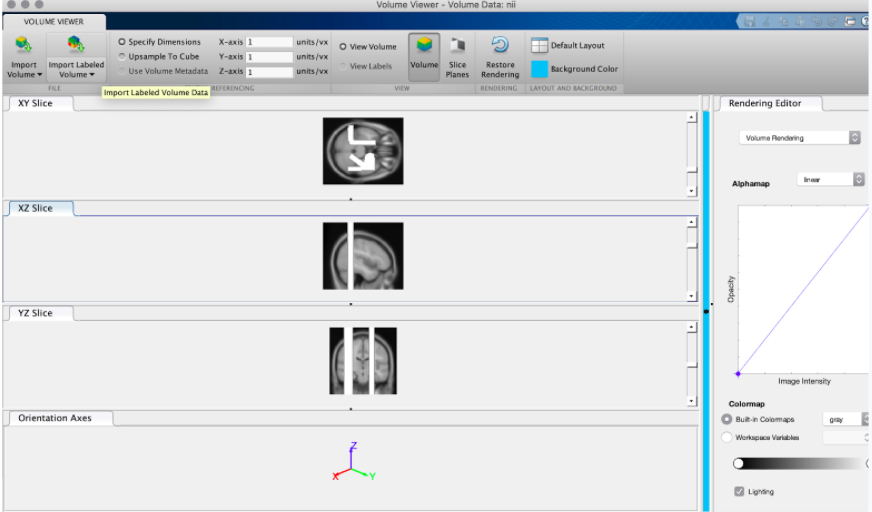 Volume Viewer - Volume Data: nii
VOLUME VIEWER
Import Volume
Import Labeled Volume
Specify Dimensions
Upsample To Cube
Use Volume Metadata
X-axis 1 units/vx
Y-axis 1 units/vx
Z-axis 1 units/vx
View Volume
View Labels
Volume
Slice Planes
Restore Rendering
Default Layout
Background Color
FILE
REFERENCING
VIEW
RENDERING
LAYOUT AND BACKGROUND
Import Labeled Volume Data
XY Slice
Rendering Editor
Volume Rendering
Alphamap
linear
XZ Slice
Opacity
YZ Slice
Image Intensity
Colormap
Built-in Colormaps
gray
Workspace Variables
Orientation Axes
Z
X
Y
Lighting